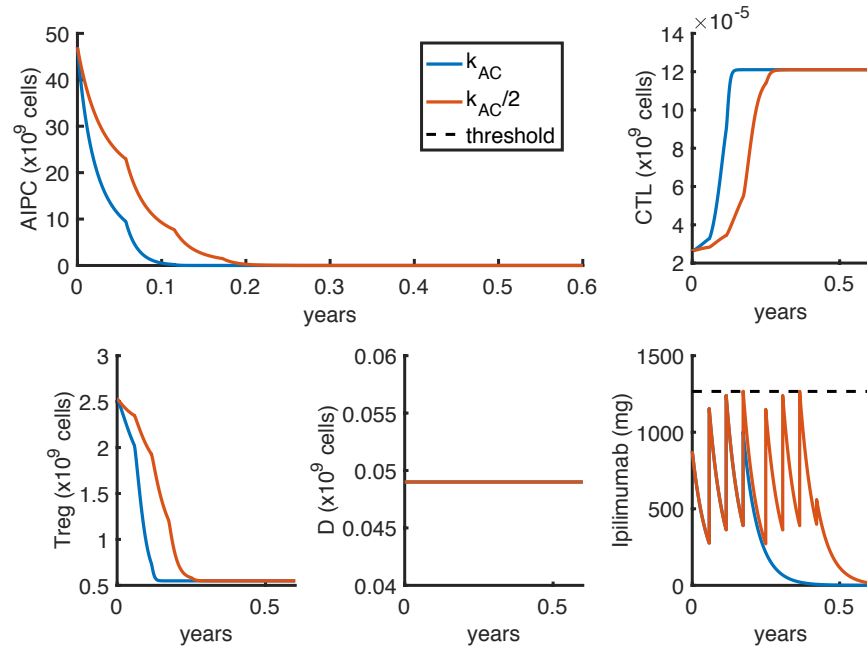 50
40
30
20
10
0
AIPC (x10^9 cells)
0 0.1 0.2 0.3 0.4 0.5 0.6
years
k_AC
k_AC/2
threshold
×10^-5
14
12
10
8
6
4
2
CTL (x10^9 cells)
0 0.5
years
3
2.5
2
1.5
1
0.5
Treg (x10^9 cells)
0 0.5
years
0.06
0.055
0.05
0.045
0.04
D (x10^9 cells)
0 0.5
years
1500
1000
500
0
Ipilimumab (mg)
0 0.5
years